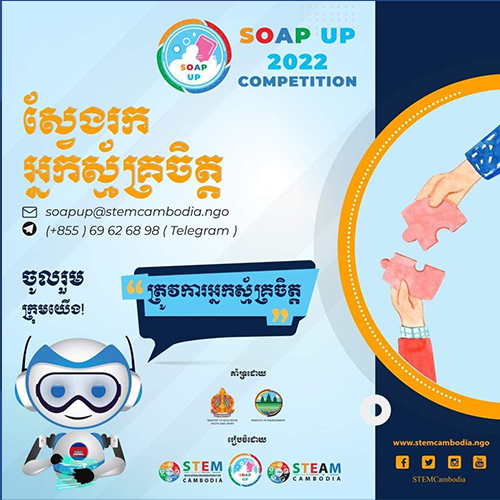 SOAP UP
2022
COMPETITION
SOAP
UP
ស្វែងរក
អ្នកស្ម័គ្រចិត្ត
soapup@stemcambodia.ngo
(+855 ) 69 62 68 98 ( Telegram )
ចូលរួម
ក្រុមយើង!
“ ត្រូវការអ្នកស្ម័គ្រចិត្ត ”
គាំទ្រដោយ
រៀបចំដោយ
STEM
CAMBODIA
SOAP
UP
STEAM
CAMBODIA
www.stemcambodia.ngo
STEMCambodia